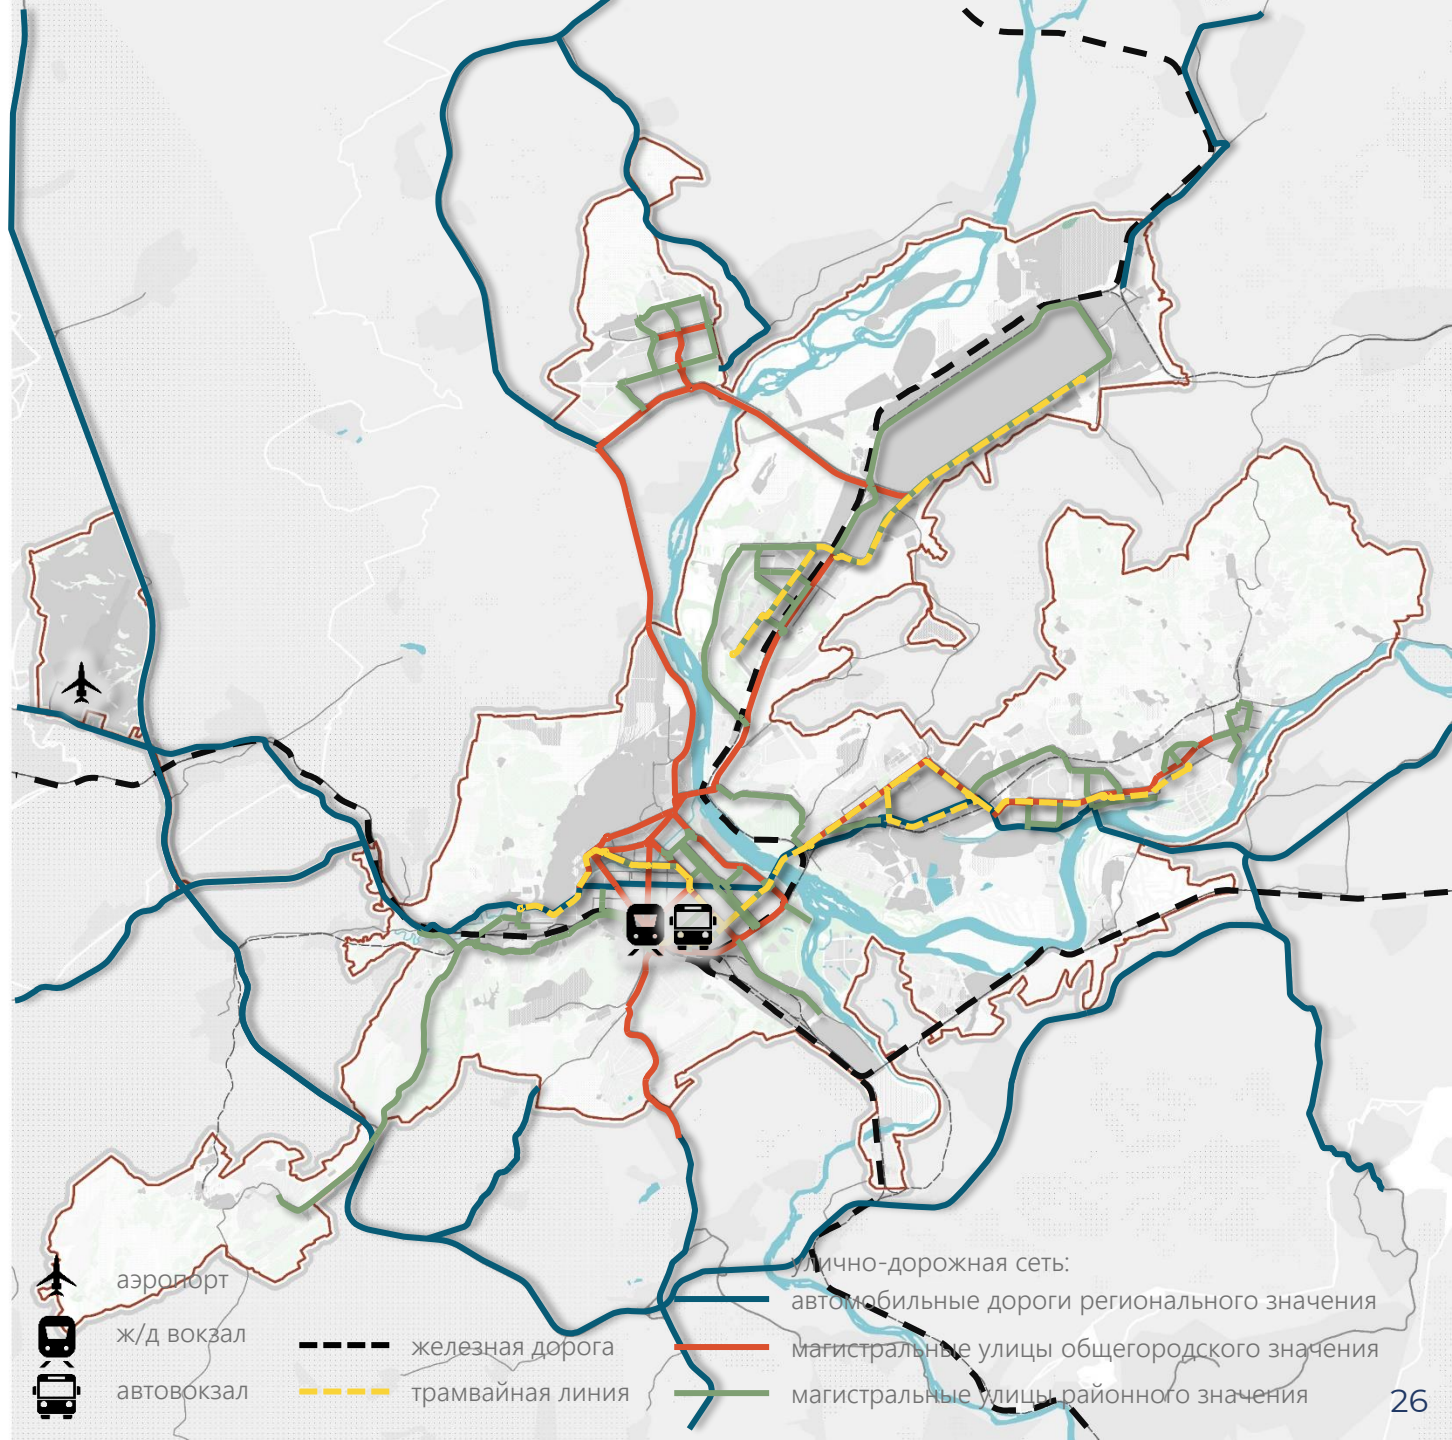 аэропорт
ж/д вокзал
автовокзал
железная дорога
трамвайная линия
улично-дорожная сеть:
автомобильные дороги регионального значения
магистральные улицы общегородского значения
магистральные улицы районного значения
26